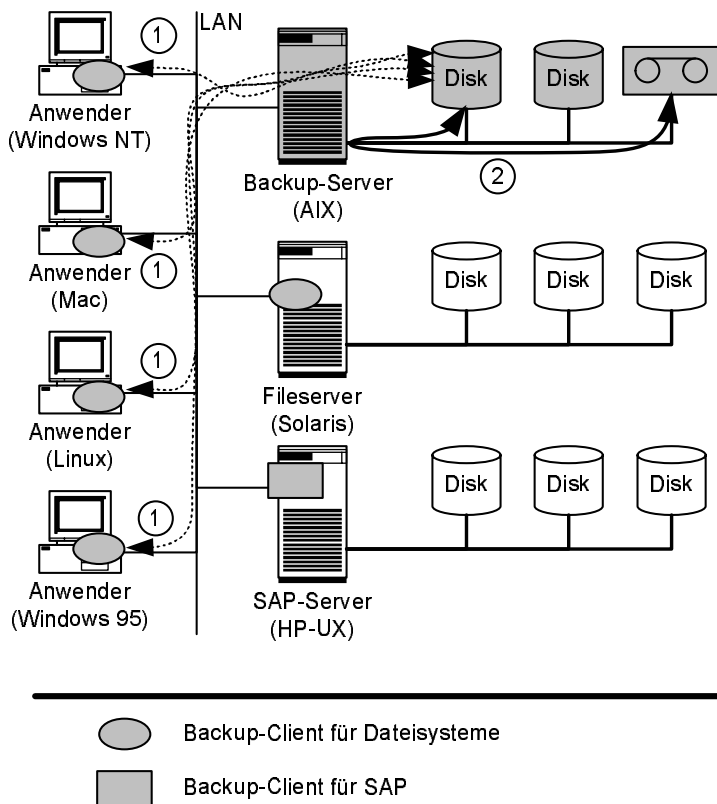 LAN
1
Anwender
(Windows NT)
1
Anwender
(Mac)
1
Anwender
(Linux)
1
Anwender
(Windows 95)
Backup-Server
(AIX)
Disk
Disk
2
Fileserver
(Solaris)
Disk
Disk
Disk
SAP-Server
(HP-UX)
Disk
Disk
Disk
Backup-Client für Dateisysteme
Backup-Client für SAP